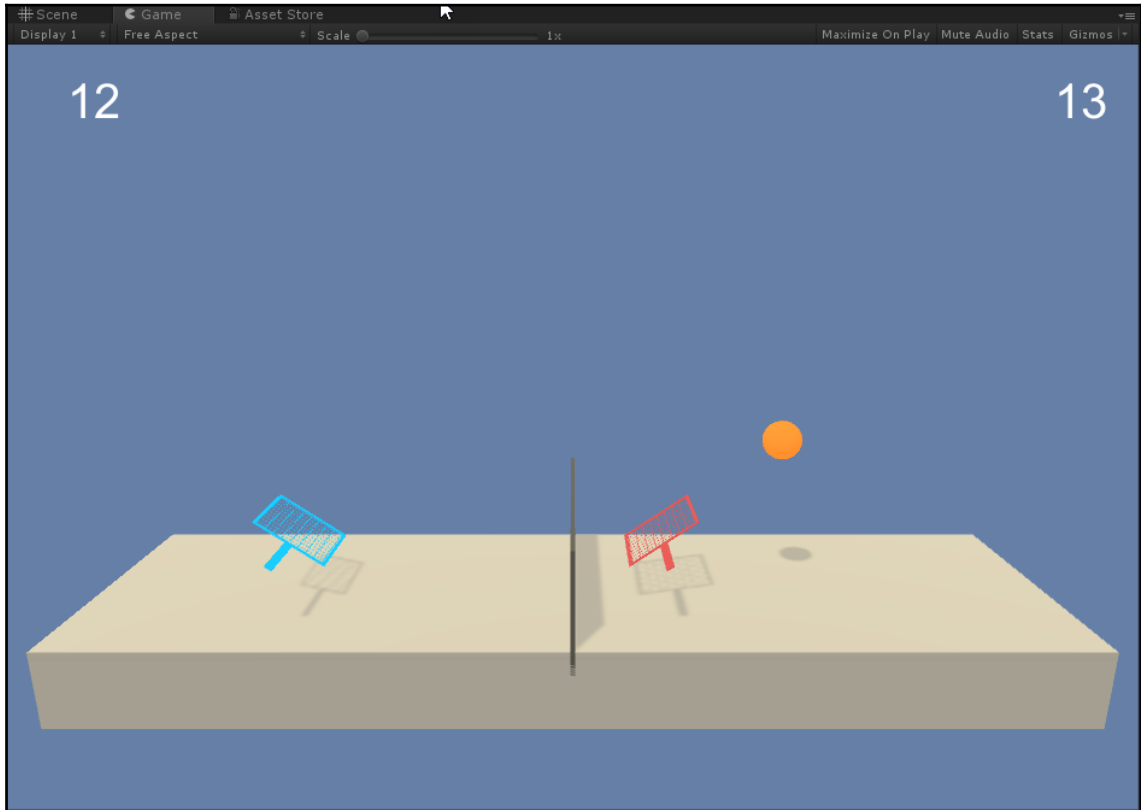 Scene Game Asset Store
Display 1 Free Aspect Scale 1x Maximize On Play Mute Audio Stats Gizmos
12 13